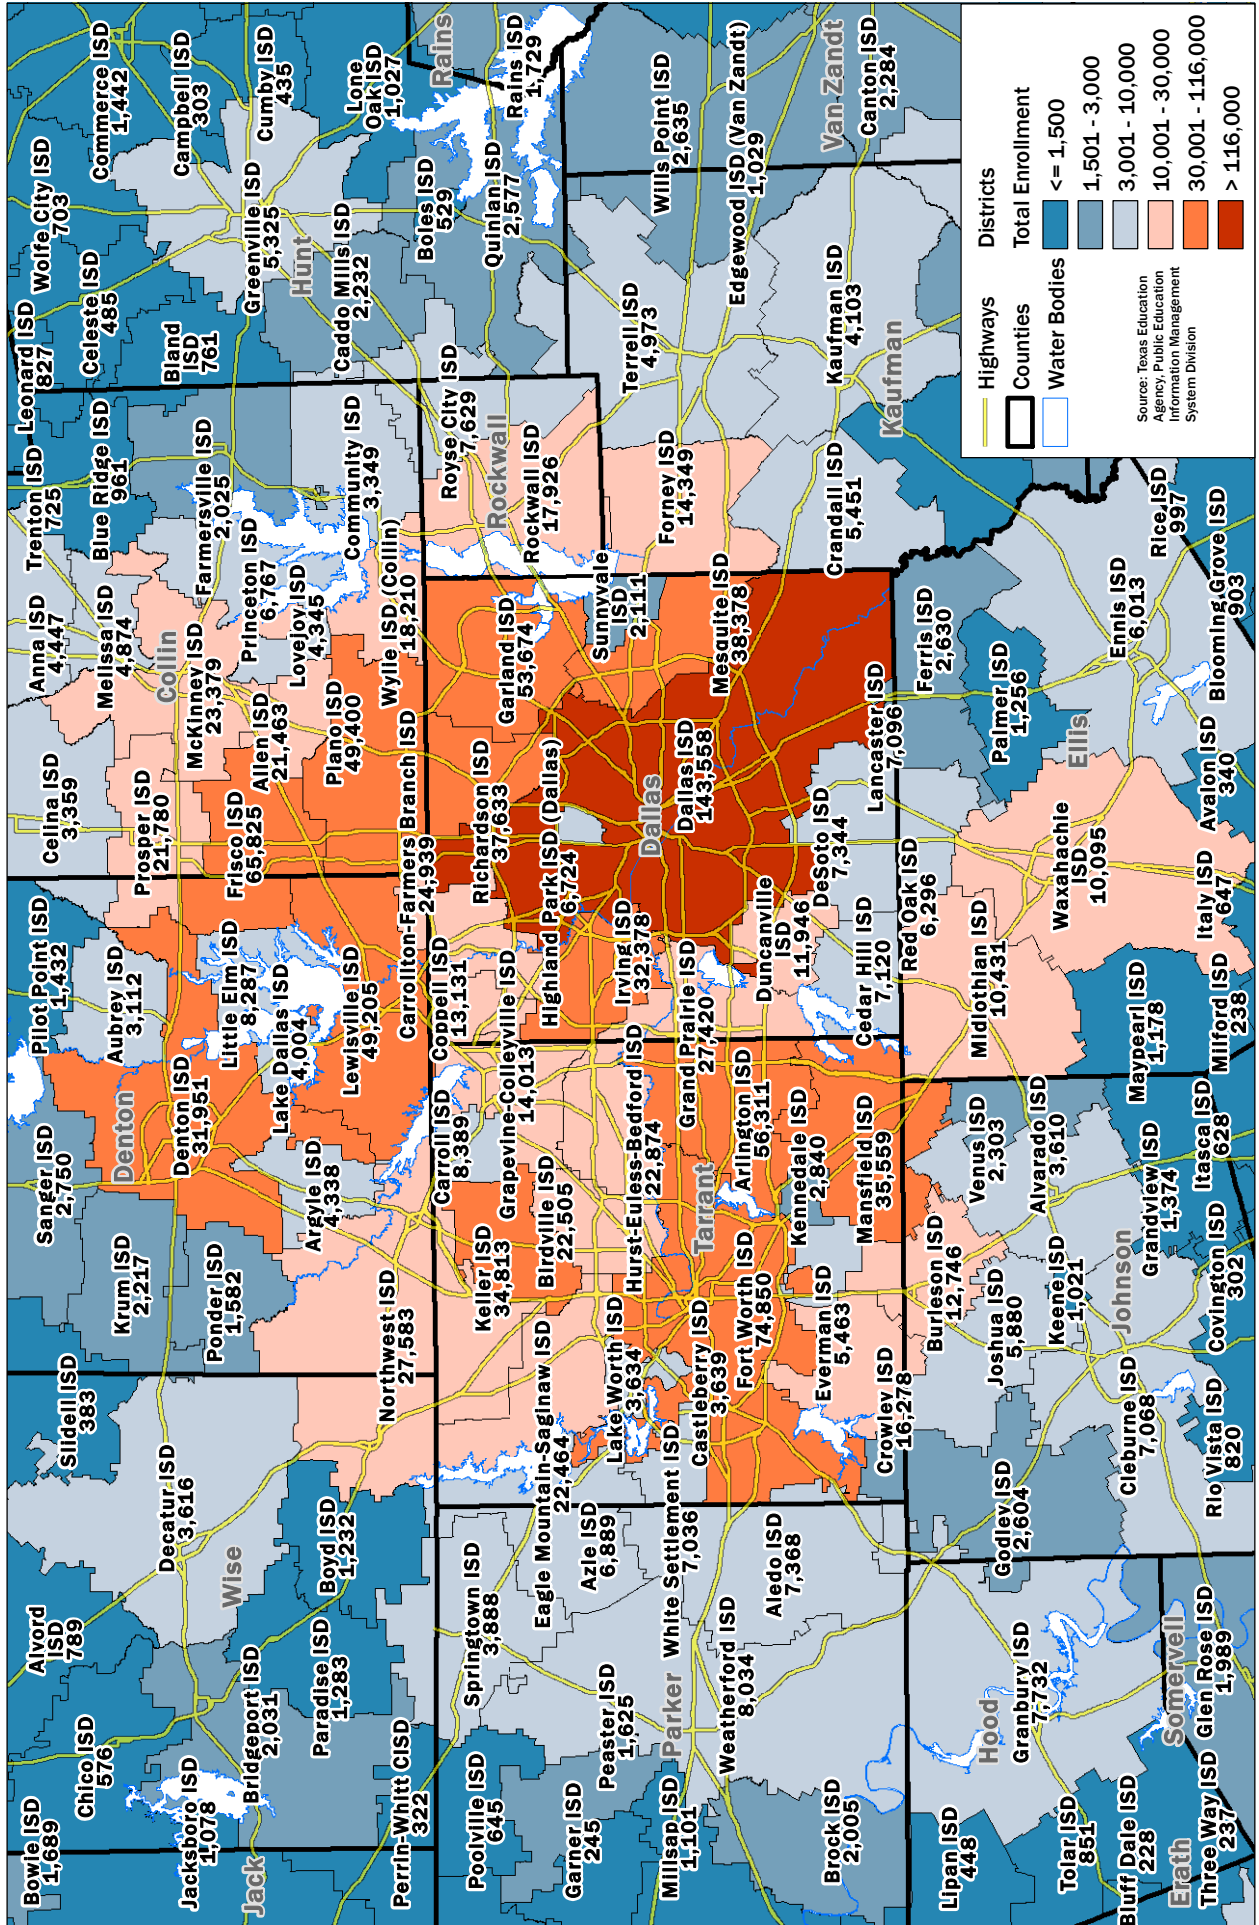 Bowie ISD
1,689
Chico ISD
576
Alvord
ISD
789
Slidell ISD
383
Sanger ISD
2,750
Pilot Point ISD
1,432
Celina ISD
3,359
Anna ISD
4,447
Trenton ISD
725
Leonard ISD
827
Wolfe City ISD
703
Commerce ISD
1,442
Jacksboro ISD
1,078
Decatur ISD
3,616
Krum ISD
2,217
Denton
Aubrey ISD
3,112
Prosper ISD
21,780
Melissa ISD
4,874
Blue Ridge ISD
961
Celeste ISD
485
Campbell ISD
303
Bridgeport ISD
2,031
Wise
Ponder ISD
1,582
Denton ISD
31,951
Little Elm ISD
8,287
Frisco ISD
65,825
Collin
McKinney ISD
23,379
Farmersville ISD
2,025
Bland
ISD
761
Cumby ISD
435
Jack
Paradise ISD
1,283
Boyd ISD
1,232
Argyle ISD
4,338
Lake Dallas ISD
4,004
Allen ISD
21,463
Princeton ISD
6,767
Lovejoy ISD
4,345
Greenville ISD
5,325
Hunt
Lone
Oak ISD
1,027
Perrin-Whitt CISD
322
Northwest ISD
27,583
Lewisville ISD
49,205
Plano ISD
49,400
Community ISD
3,349
Caddo Mills ISD
2,232
Rains
Carrollton-Farmers Branch ISD
24,939
Wylie ISD (Collin)
18,210
Boles ISD
529
Poolville ISD
645
Springtown ISD
3,888
Keller ISD
34,813
Carroll ISD
8,389
Coppell ISD
13,131
Richardson ISD
37,633
Garland ISD
53,674
Royse City ISD
7,629
Rockwall
Quinlan ISD
2,577
Rains ISD
1,729
Garner ISD
245
Peaster ISD
1,625
Eagle Mountain-Saginaw ISD
22,464
Birdville ISD
22,505
Grapevine-Colleyville ISD
14,013
Highland Park ISD (Dallas)
6,724
Rockwall ISD
17,926
Azle ISD
6,889
Lake Worth ISD
3,634
Hurst-Euless-Bedford ISD
22,874
Irving ISD
32,378
Sunnyvale
ISD
2,111
Terrell ISD
4,973
Wills Point ISD
2,635
Millsap ISD
1,101
Parker
White Settlement ISD
7,036
Castleberry ISD
3,639
Tarrant
Grand Prairie ISD
27,420
Dallas
Dallas ISD
143,558
Mesquite ISD
38,378
Forney ISD
14,349
Edgewood ISD (Van Zandt)
1,029
Weatherford ISD
8,034
Aledo ISD
7,368
Fort Worth ISD
74,850
Arlington ISD
56,311
Duncanville
ISD
11,946
Van Zandt
Canton ISD
2,284
Brock ISD
2,005
Everman ISD
5,463
Kennedale ISD
2,840
DeSoto ISD
7,344
Crandall ISD
5,451
Kaufman ISD
4,103
Kaufman
Crowley ISD
16,278
Mansfield ISD
35,559
Cedar Hill ISD
7,120
Lancaster ISD
7,096
Lipan ISD
448
Hood
Granbury ISD
7,732
Godley ISD
2,604
Joshua ISD
5,880
Burleson ISD
12,746
Venus ISD
2,303
Midlothian ISD
10,431
Red Oak ISD
6,296
Ferris ISD
2,630
Tolar ISD
851
Keene ISD
1,021
Alvarado ISD
3,610
Waxahachie
ISD
10,095
Palmer ISD
1,256
Ellis
Bluff Dale ISD
228
Cleburne ISD
7,068
Johnson
Grandview ISD
1,374
Maypearl ISD
1,178
Ennis ISD
6,013
Rice ISD
997
Erath
Three Way ISD
237
Somervell
Glen Rose ISD
1,989
Rio Vista ISD
820
Covington ISD
302
Itasca ISD
628
Milford ISD
238
Italy ISD
647
Avalon ISD
340
Blooming Grove ISD
903
Highways
Counties
Water Bodies
Districts
Total Enrollment
<= 1,500
1,501 - 3,000
3,001 - 10,000
10,001 - 30,000
30,001 - 116,000
> 116,000
Source: Texas Education
Agency, Public Education
Information Management
System Division